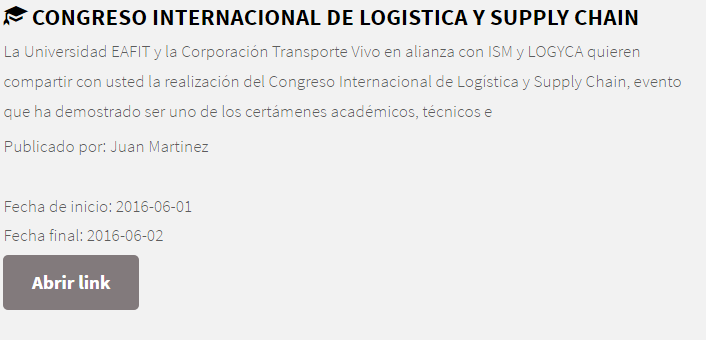 CONGRESO INTERNACIONAL DE LOGISTICA Y SUPPLY CHAIN
La Universidad EAFIT y la Corporación Transporte Vivo en alianza con ISM y LOGYCA quieren
compartir con usted la realización del Congreso Internacional de Logística y Supply Chain, evento
que ha demostrado ser uno de los certámenes académicos, técnicos e
Publicado por: Juan Martinez
Fecha de inicio: 2016-06-01
Fecha final: 2016-06-02
Abrir link